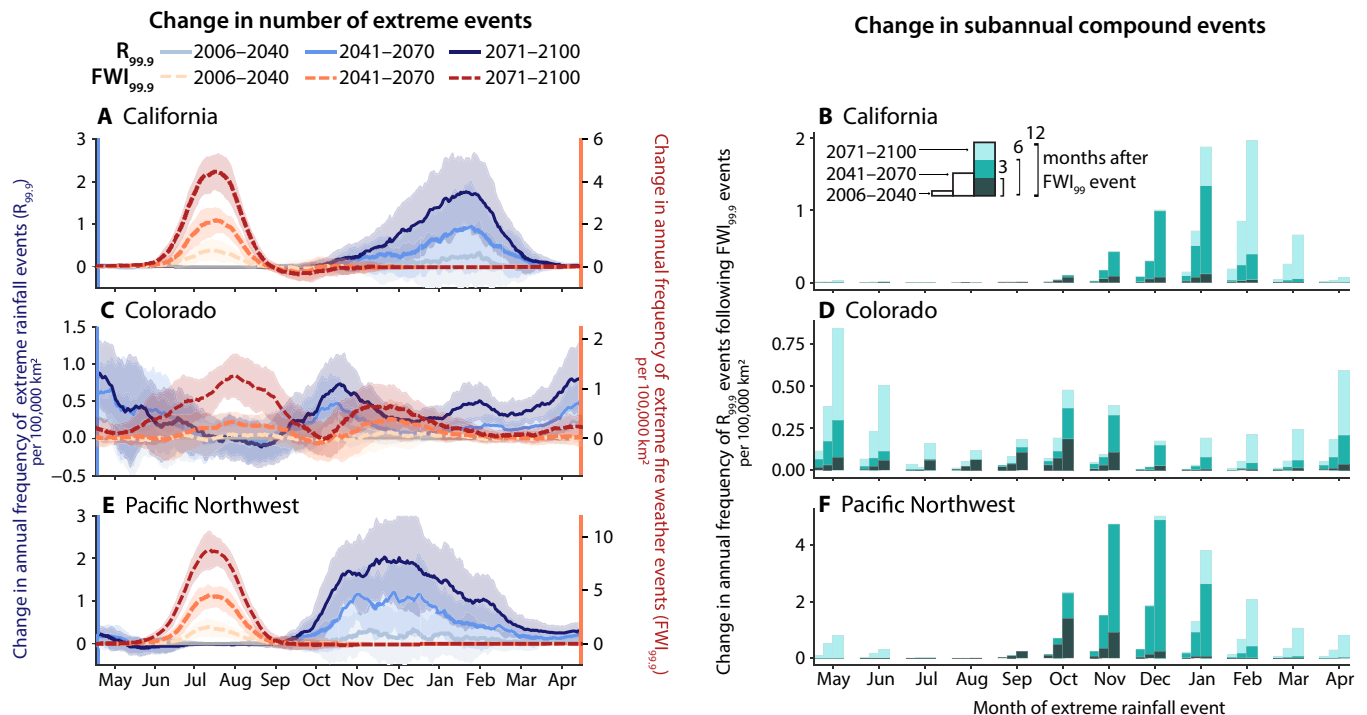 Change in number of extreme events
R99.9 2006–2040 2041–2070 2071–2100
FWI99.9 2006–2040 2041–2070 2071–2100
A California
3
2
1
0
6
4
2
0
C Colorado
1.5
1.0
0.5
0.0
−0.5
2
1
0
E Pacific Northwest
3
2
1
0
10
5
0
May Jun Jul Aug Sep Oct Nov Dec Jan Feb Mar Apr
Change in annual frequency of extreme rainfall events (R99.9)
per 100,000 km²
Change in annual frequency of extreme fire weather events (FWI99.9)
per 100,000 km²
Change in subannual compound events
B California
2
1
0
2071–2100
2041–2070
2006–2040
3 6 12
months after
FWI99 event
D Colorado
0.75
0.50
0.25
0.00
F Pacific Northwest
4
2
0
May Jun Jul Aug Sep Oct Nov Dec Jan Feb Mar Apr
Month of extreme rainfall event
Change in annual frequency of R99.9 events following FWI99.9 events
per 100,000 km²